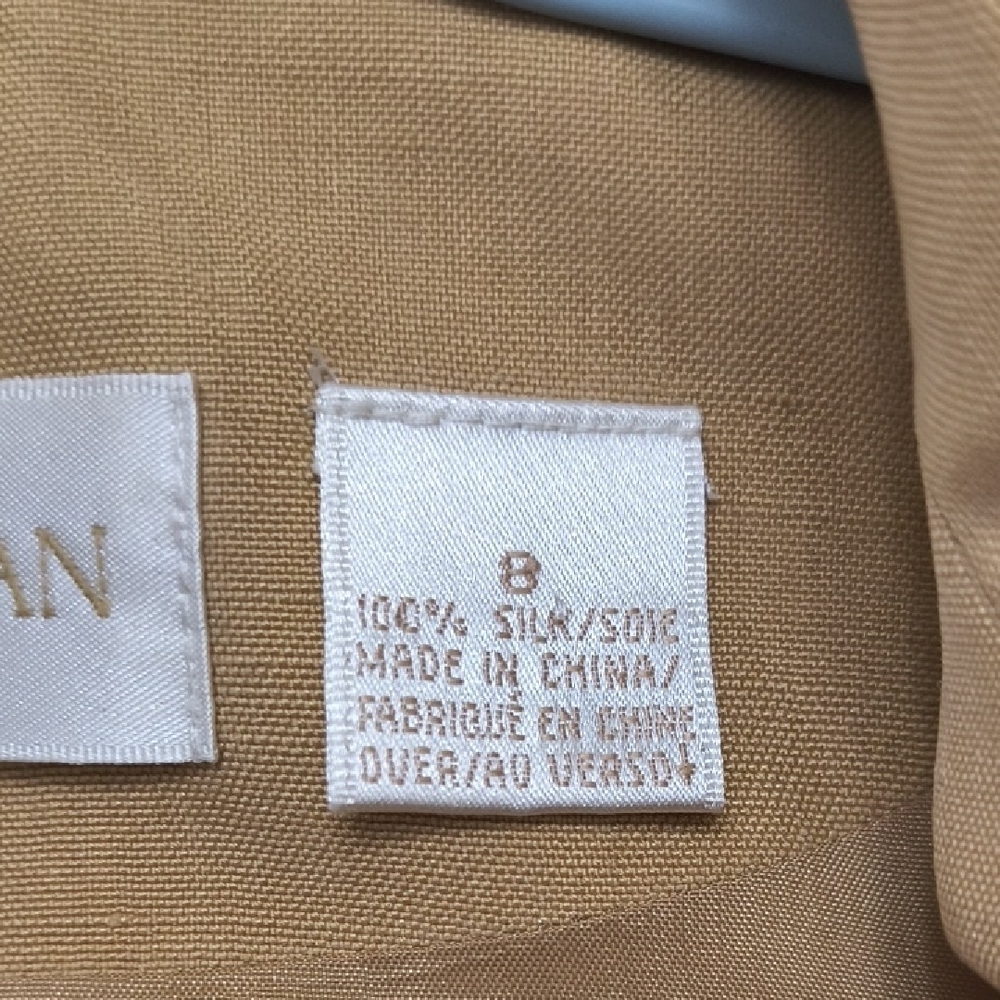 AN
8
100% SILK/SOIE
MADE IN CHINA/
FABRIQUÉ EN CHINE
OVER/AU VERSO